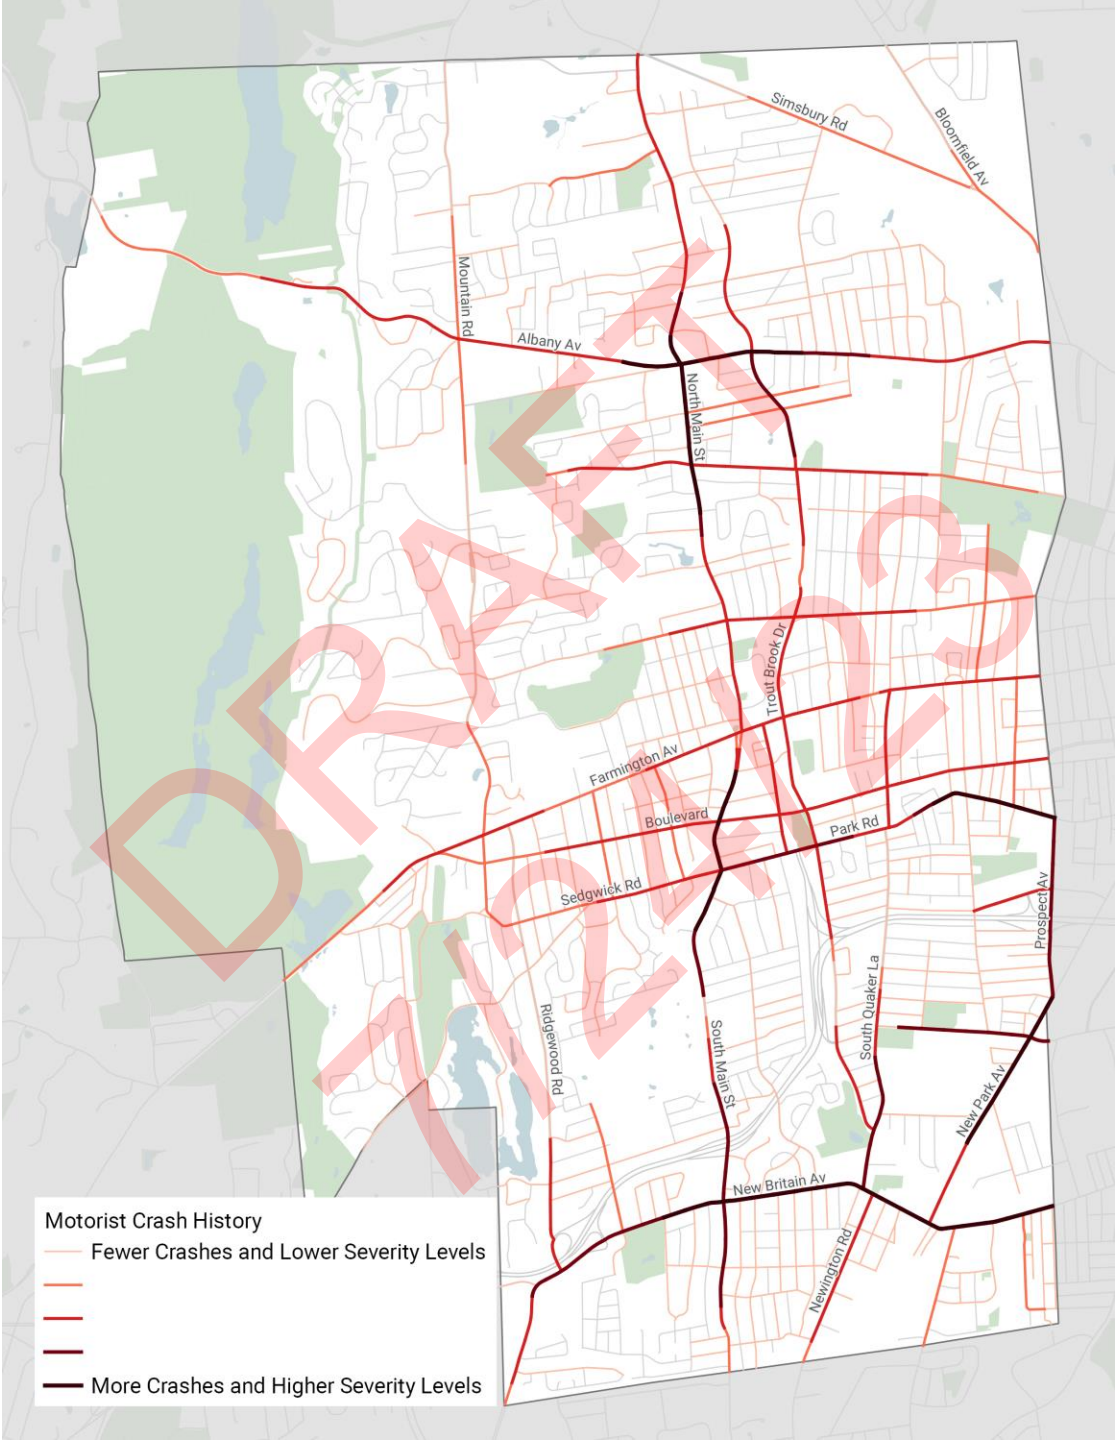 Simsbury Rd
Bloomfield Av
Mountain Rd
Albany Av
North Main St
Trout Brook Dr
Farmington Av
Boulevard
Park Rd
Sedgwick Rd
Prospect Av
South Quaker La
Ridgewood Rd
South Main St
New Park Av
New Britain Av
Newington Rd
DRAFT
7/24/23
Motorist Crash History
Fewer Crashes and Lower Severity Levels
More Crashes and Higher Severity Levels